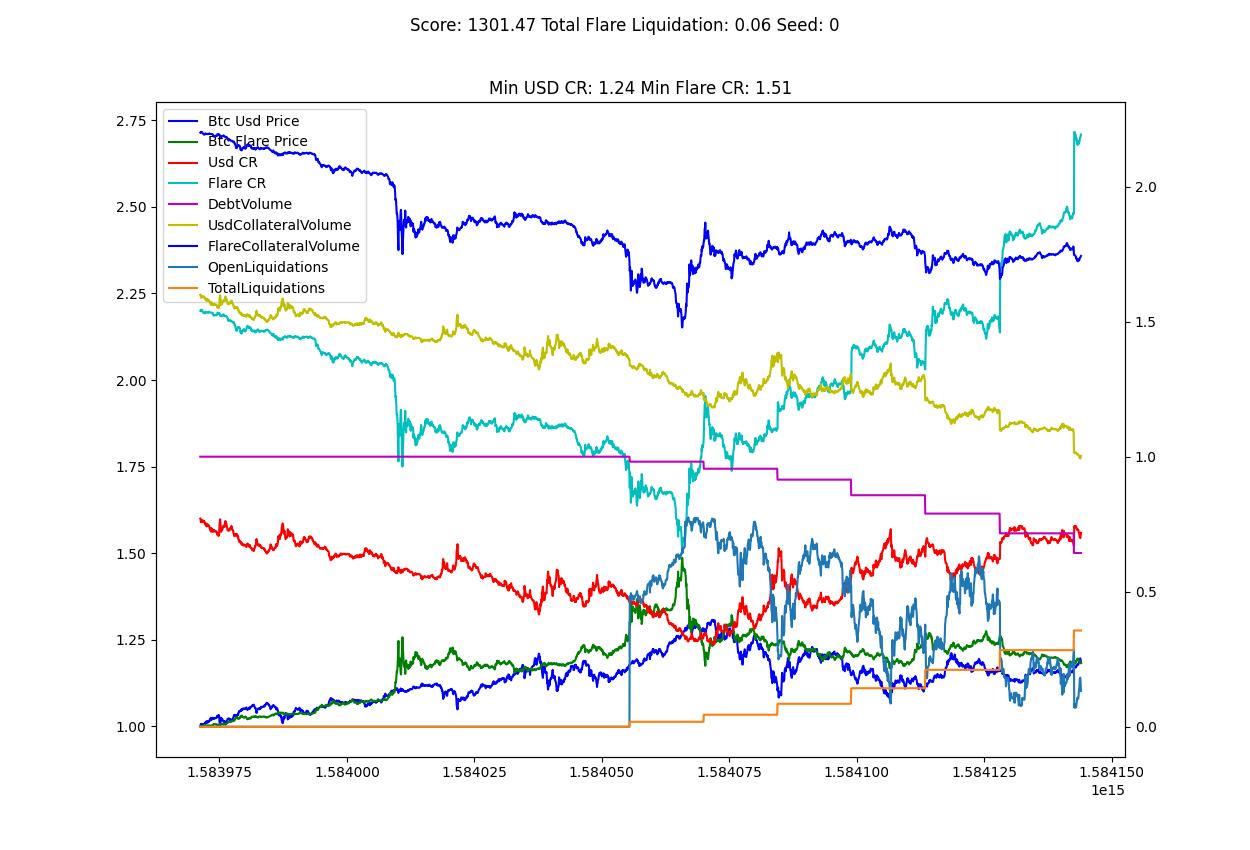 Score: 1301.47 Total Flare Liquidation: 0.06 Seed: 0
Min USD CR: 1.24 Min Flare CR: 1.51
Btc Usd Price
Btc Flare Price
Usd CR
Flare CR
DebtVolume
UsdCollateralVolume
FlareCollateralVolume
OpenLiquidations
TotalLiquidations
2.75
2.50
2.25
2.00
1.75
1.50
1.25
1.00
2.0
1.5
1.0
0.5
0.0
1.583975 1.584000 1.584025 1.584050 1.584075 1.584100 1.584125 1.584150
1e15